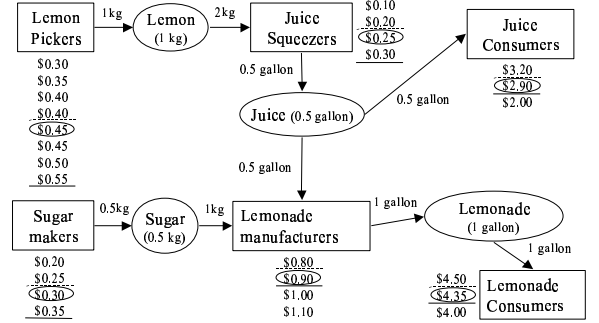 Lemon
Pickers
1kg
Lemon
(1 kg)
2kg
Juice
Squeezers
$0.10
$0.20
$0.25
$0.30
Juice
Consumers
$0.30
$0.35
$0.40
$0.40
$0.45
$0.45
$0.50
$0.55
0.5 gallon
$3.20
$2.90
$2.00
0.5 gallon
Juice (0.5 gallon)
0.5 gallon
Sugar
makers
0.5kg
Sugar
(0.5 kg)
1kg
Lemonade
manufacturers
1 gallon
Lemonade
(1 gallon)
1 gallon
$0.20
$0.25
$0.30
$0.35
$0.80
$0.90
$1.00
$1.10
$4.50
$4.35
$4.00
Lemonade
Consumers